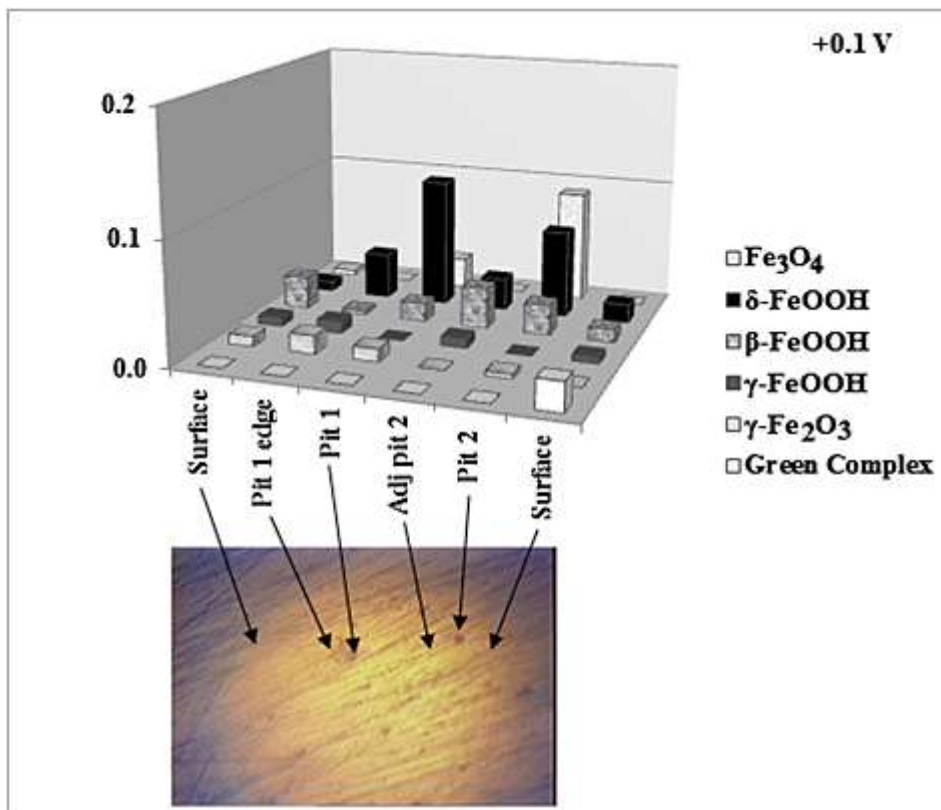 +0.1 V
0.2
0.1
0.0
Fe₃O₄
δ-FeOOH
β-FeOOH
γ-FeOOH
γ-Fe₂O₃
Green Complex
Surface
Pit 1 edge
Pit 1
Adj pit 2
Pit 2
Surface